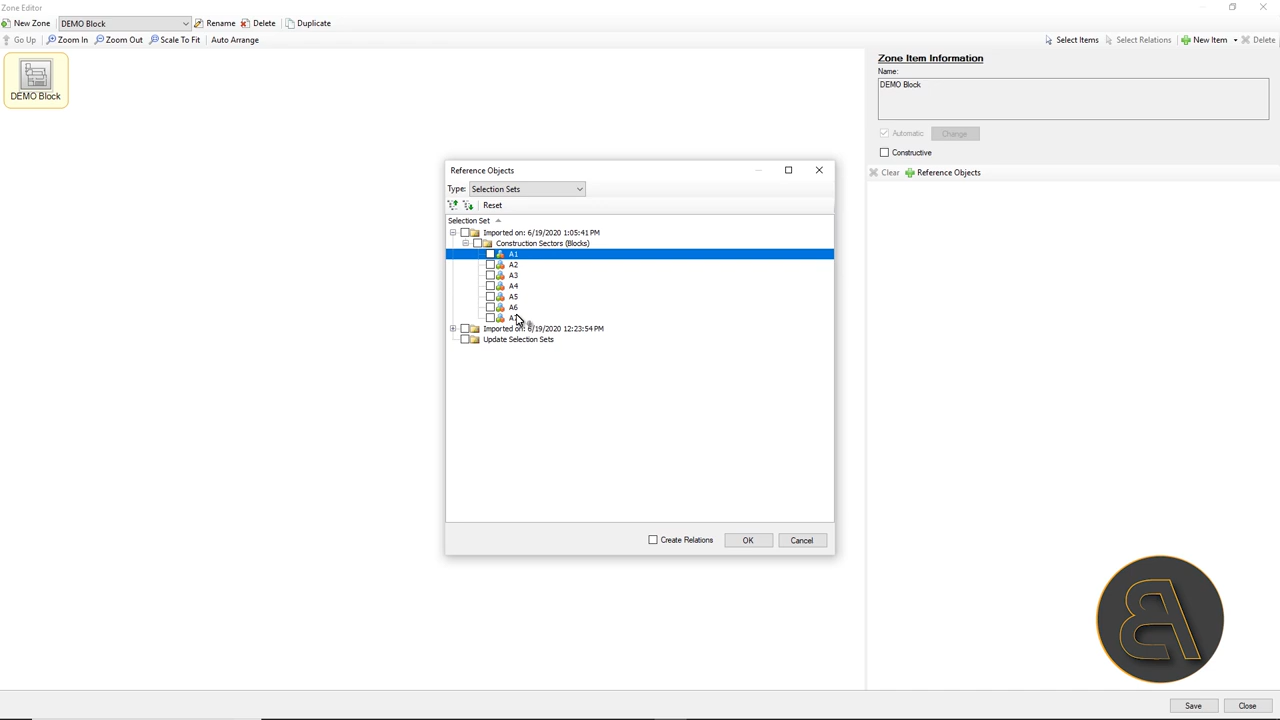 Zone Editor
New Zone DEMO Block Rename Delete Duplicate
Go Up Zoom In Zoom Out Scale To Fit Auto Arrange Select Items Select Relations New Item Delete
DEMO Block
Zone Item Information
Name:
DEMO Block
Automatic Change
Constructive
Clear Reference Objects
Reference Objects
Type: Selection Sets
Reset
Selection Set
Imported on: 6/19/2020 1:05:41 PM
Construction Sectors (Blocks)
A1
A2
A3
A4
A5
A6
Imported on: 6/19/2020 12:23:54 PM
Update Selection Sets
Create Relations OK Cancel
Save Close